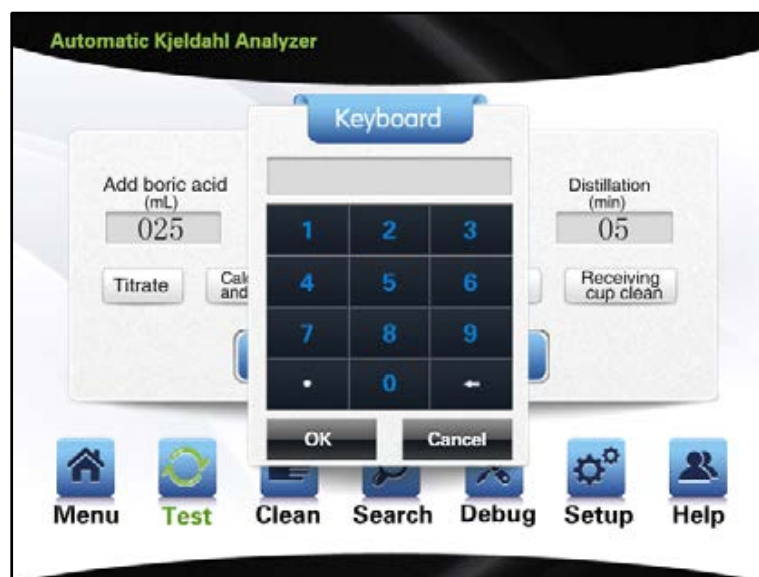 Automatic Kjeldahl Analyzer
Keyboard
Add boric acid
(mL)
025
Distillation
(min)
05
1 2 3
4 5 6
7 8 9
. 0 ←
Titrate
and
Receiving
cup clean
OK Cancel
Menu Test Clean Search Debug Setup Help